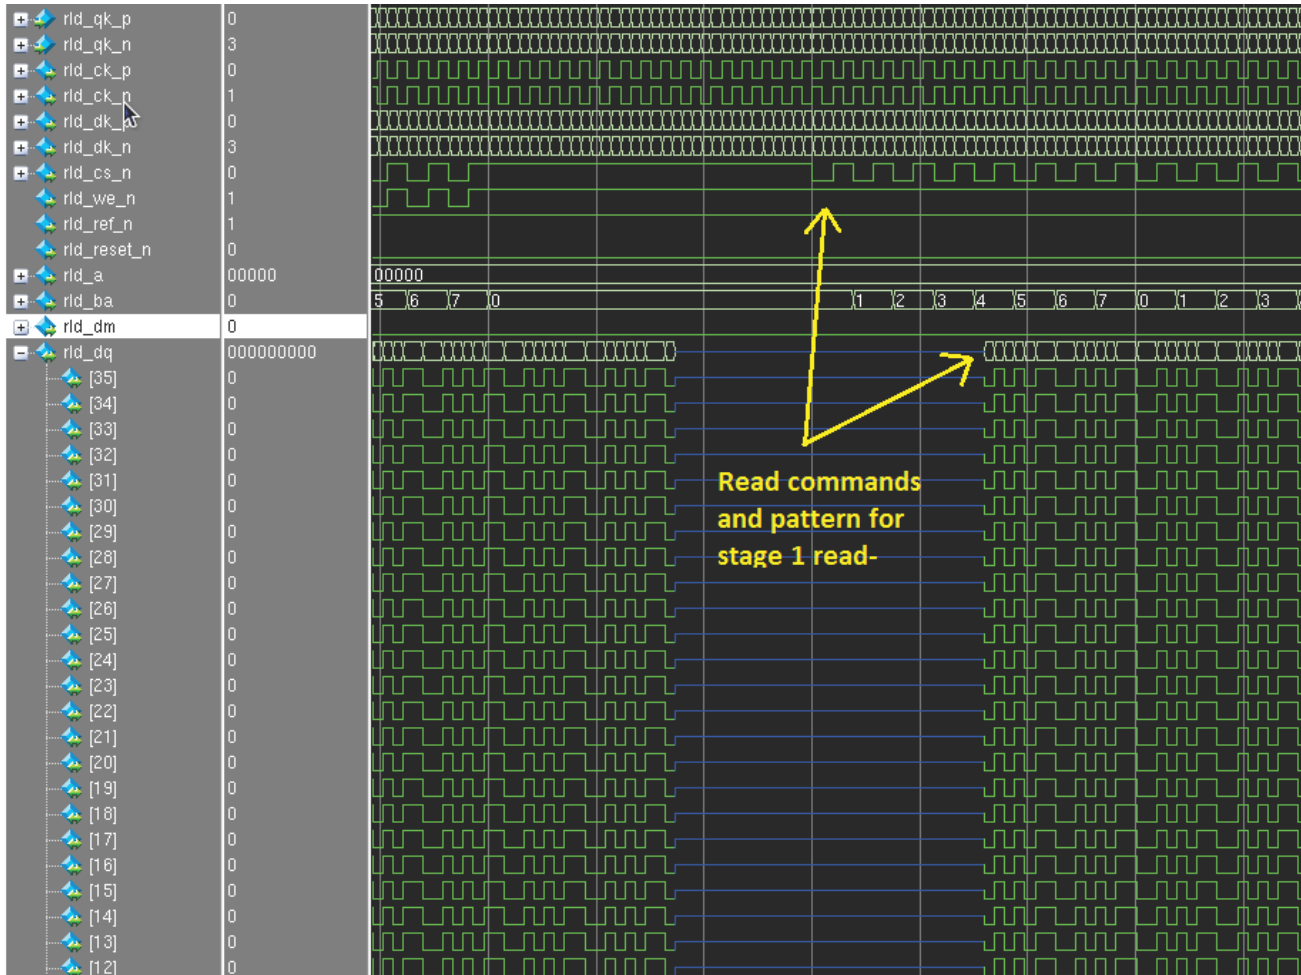 rld_qk_p 0
rld_qk_n 3
rld_ck_p 0
rld_ck_n 1
rld_dk_p 0
rld_dk_n 3
rld_cs_n 0
rld_we_n 1
rld_ref_n 1
rld_reset_n 0
rld_a 00000 00000
rld_ba 0 5 6 7 0 1 2 3 4 5 6 7 0 1 2 3
rld_dm 0
rld_dq 000000000
[35] 0
[34] 0
[33] 0
[32] 0
[31] 0
[30] 0
[29] 0
[28] 0
[27] 0
[26] 0
[25] 0
[24] 0
[23] 0
[22] 0
[21] 0
[20] 0
[19] 0
[18] 0
[17] 0
[16] 0
[15] 0
[14] 0
[13] 0
[12] 0
Read commands
and pattern for
stage 1 read-